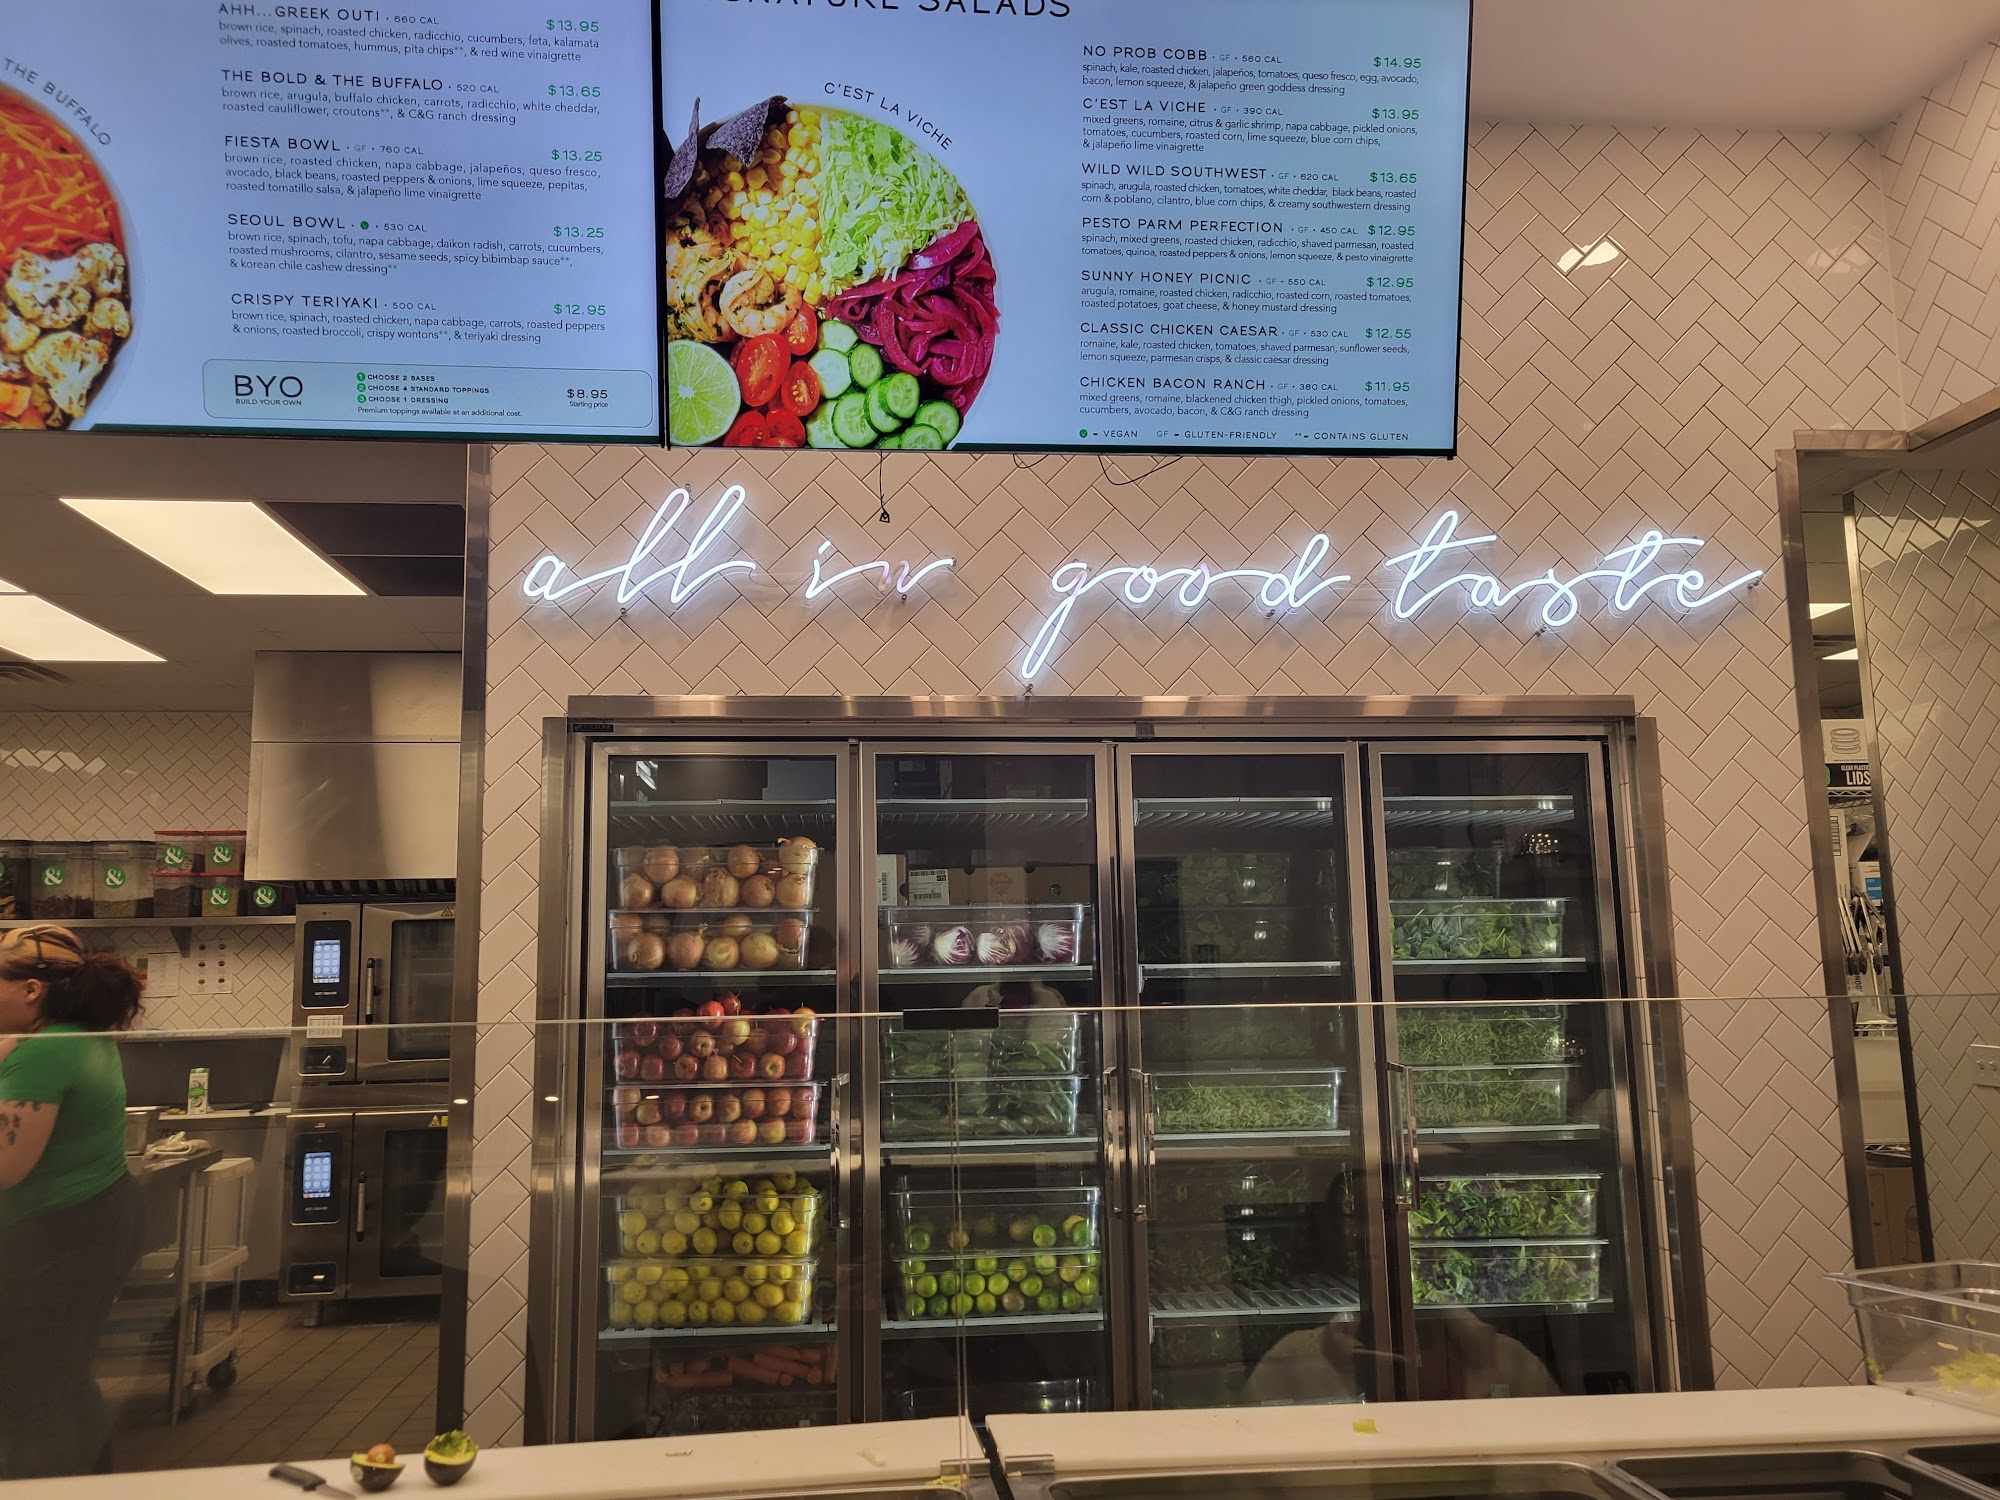 AHH...GREEK OUT! • 660 CAL $13.95
brown rice, spinach, roasted chicken, radicchio, cucumbers, feta, kalamata
olives, roasted tomatoes, hummus, pita chips**, & red wine vinaigrette
THE BOLD & THE BUFFALO • 520 CAL $13.65
brown rice, arugula, buffalo chicken, carrots, radicchio, white cheddar,
roasted cauliflower, croutons**, & C&G ranch dressing
FIESTA BOWL • GF • 760 CAL $13.25
brown rice, roasted chicken, napa cabbage, jalapeños, queso fresco,
avocado, black beans, roasted peppers & onions, lime squeeze, pepitas,
roasted tomatillo salsa, & jalapeño lime vinaigrette
SEOUL BOWL • V • 530 CAL $13.25
brown rice, spinach, tofu, napa cabbage, daikon radish, carrots, cucumbers,
roasted mushrooms, cilantro, sesame seeds, spicy bibimbap sauce**,
& korean chile cashew dressing**
CRISPY TERIYAKI • 500 CAL $12.95
brown rice, spinach, roasted chicken, napa cabbage, carrots, roasted peppers
& onions, roasted broccoli, crispy wontons**, & teriyaki dressing
BYO
BUILD YOUR OWN
1 CHOOSE 2 BASES
2 CHOOSE 4 STANDARD TOPPINGS
3 CHOOSE 1 DRESSING
Premium toppings available at an additional cost.
$8.95
Starting price
THE BUFFALO
SALADS
C'EST LA VICHE
NO PROB COBB • GF • 560 CAL $14.95
spinach, kale, roasted chicken, jalapeños, tomatoes, queso fresco, egg, avocado,
bacon, lemon squeeze, & jalapeño green goddess dressing
C'EST LA VICHE • GF • 390 CAL $13.95
mixed greens, romaine, citrus & garlic shrimp, napa cabbage, pickled onions,
tomatoes, cucumbers, roasted corn, lime squeeze, blue corn chips,
& jalapeño lime vinaigrette
WILD WILD SOUTHWEST • GF • 620 CAL $13.65
spinach, arugula, roasted chicken, tomatoes, white cheddar, black beans, roasted
corn & poblano, cilantro, blue corn chips, & creamy southwestern dressing
PESTO PARM PERFECTION • GF • 450 CAL $12.95
spinach, mixed greens, roasted chicken, radicchio, shaved parmesan, roasted
tomatoes, quinoa, roasted peppers & onions, lemon squeeze, & pesto vinaigrette
SUNNY HONEY PICNIC • GF • 550 CAL $12.95
arugula, romaine, roasted chicken, radicchio, roasted corn, roasted tomatoes,
roasted potatoes, goat cheese, & honey mustard dressing
CLASSIC CHICKEN CAESAR • GF • 530 CAL $12.55
romaine, kale, roasted chicken, tomatoes, shaved parmesan, sunflower seeds,
lemon squeeze, parmesan crisps, & classic caesar dressing
CHICKEN BACON RANCH • GF • 380 CAL $11.95
mixed greens, romaine, blackened chicken thigh, pickled onions, tomatoes,
cucumbers, avocado, bacon, & C&G ranch dressing
V = VEGAN GF = GLUTEN-FRIENDLY ** = CONTAINS GLUTEN
all in good taste
CLEAR PLASTIC
LIDS
&
&
&
&
&
&